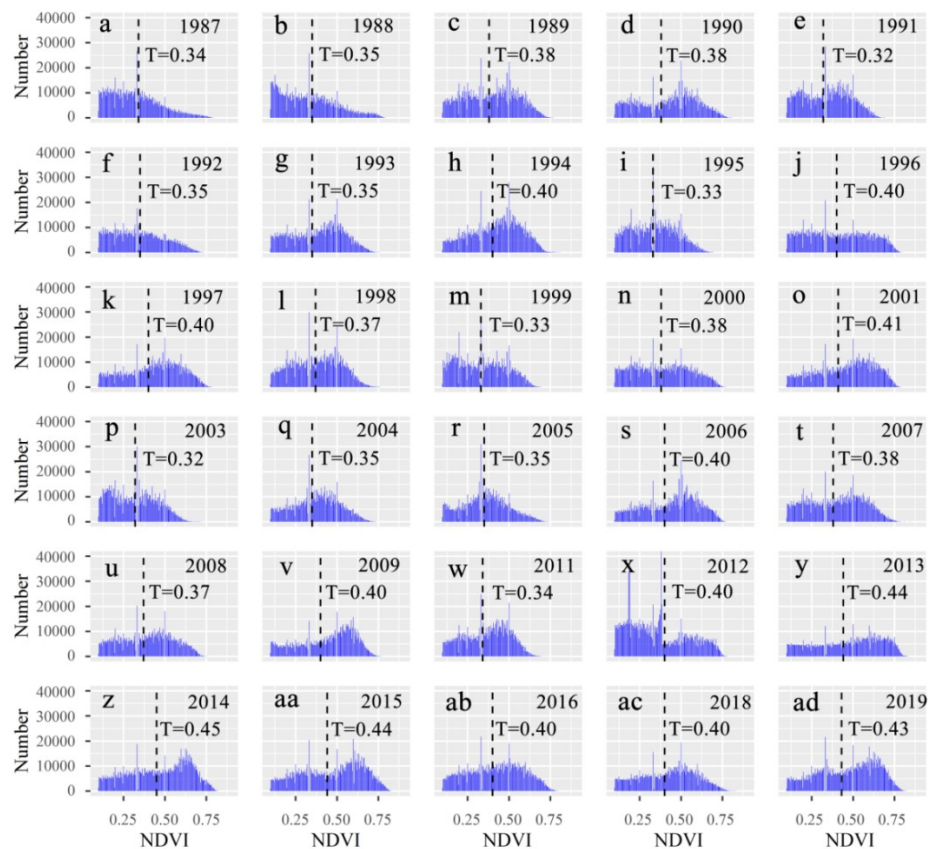 a 1987 b 1988 c 1989 d 1990 e 1991
Number 40000 30000 20000 10000 0
T=0.34 T=0.35 T=0.38 T=0.38 T=0.32
f 1992 g 1993 h 1994 i 1995 j 1996
Number 40000 30000 20000 10000 0
T=0.35 T=0.35 T=0.40 T=0.33 T=0.40
k 1997 l 1998 m 1999 n 2000 o 2001
Number 40000 30000 20000 10000 0
T=0.40 T=0.37 T=0.33 T=0.38 T=0.41
p 2003 q 2004 r 2005 s 2006 t 2007
Number 40000 30000 20000 10000 0
T=0.32 T=0.35 T=0.35 T=0.40 T=0.38
u 2008 v 2009 w 2011 x 2012 y 2013
Number 40000 30000 20000 10000 0
T=0.37 T=0.40 T=0.34 T=0.40 T=0.44
z 2014 aa 2015 ab 2016 ac 2018 ad 2019
Number 40000 30000 20000 10000 0
T=0.45 T=0.44 T=0.40 T=0.40 T=0.43
0.25 0.50 0.75 0.25 0.50 0.75 0.25 0.50 0.75 0.25 0.50 0.75 0.25 0.50 0.75
NDVI NDVI NDVI NDVI NDVI